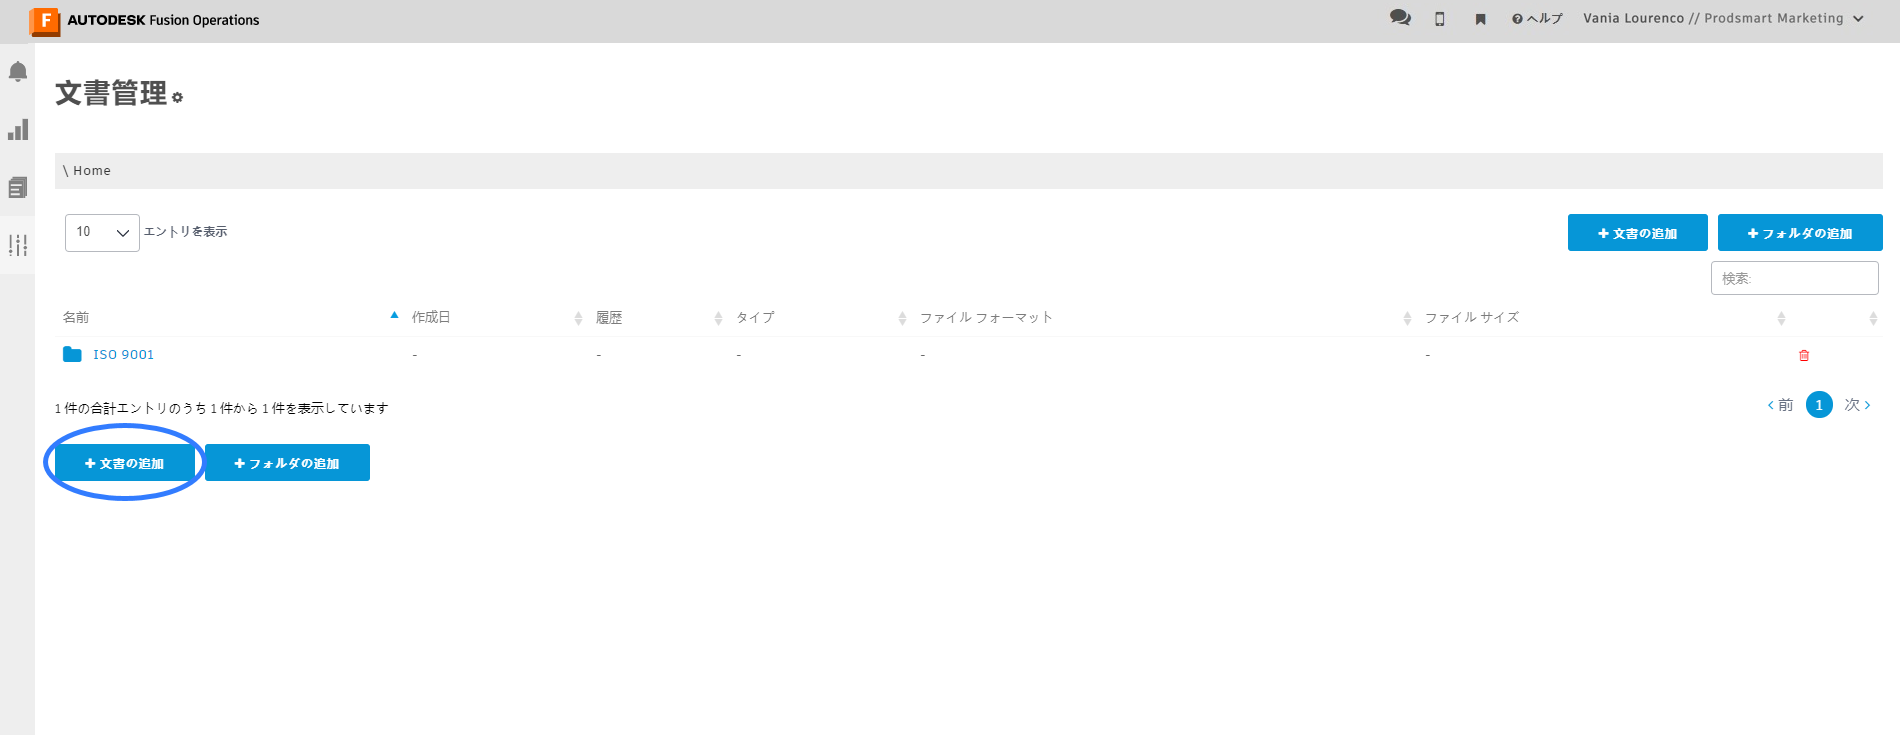 AUTODESK Fusion Operations
ヘルプ Vania Lourenco // Prodsmart Marketing
文書管理
\ Home
10 エントリを表示
+ 文書の追加 + フォルダの追加
検索:
名前 作成日 履歴 タイプ ファイル フォーマット ファイル サイズ
ISO 9001 - - - - -
1 件の合計エントリのうち 1 件から 1 件を表示しています
‹ 前 1 次 ›
+ 文書の追加 + フォルダの追加